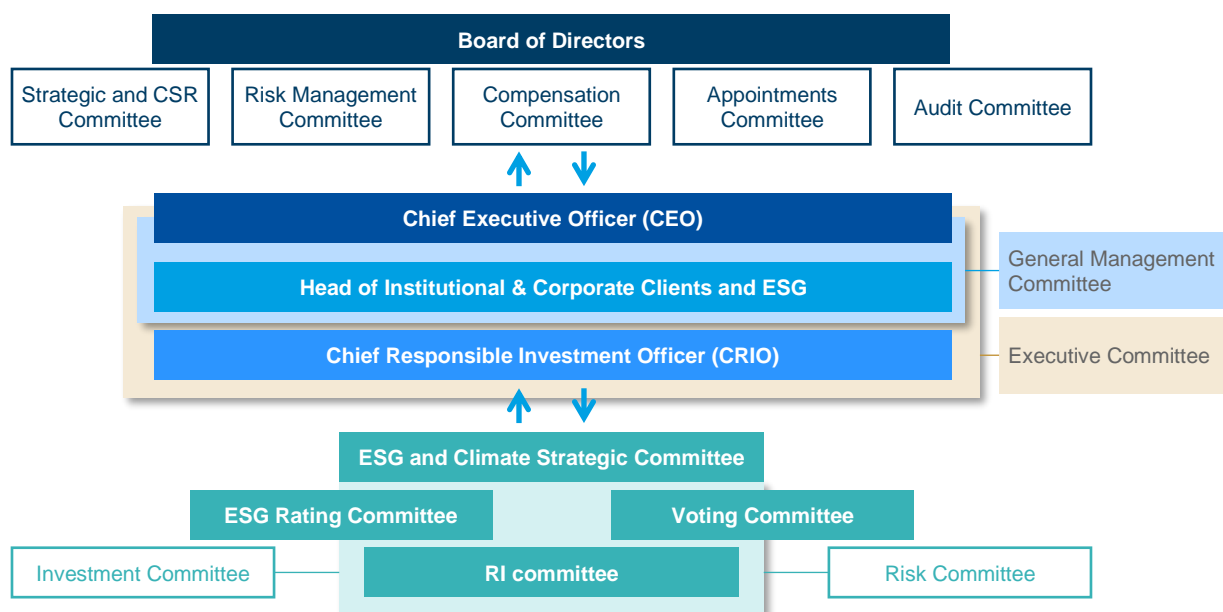 Board of Directors
Strategic and CSR
Committee
Risk Management
Committee
Compensation
Committee
Appointments
Committee
Audit Committee
Chief Executive Officer (CEO)
Head of Institutional & Corporate Clients and ESG
Chief Responsible Investment Officer (CRIO)
General Management
Committee
Executive Committee
ESG and Climate Strategic Committee
ESG Rating Committee
Voting Committee
Investment Committee
RI committee
Risk Committee